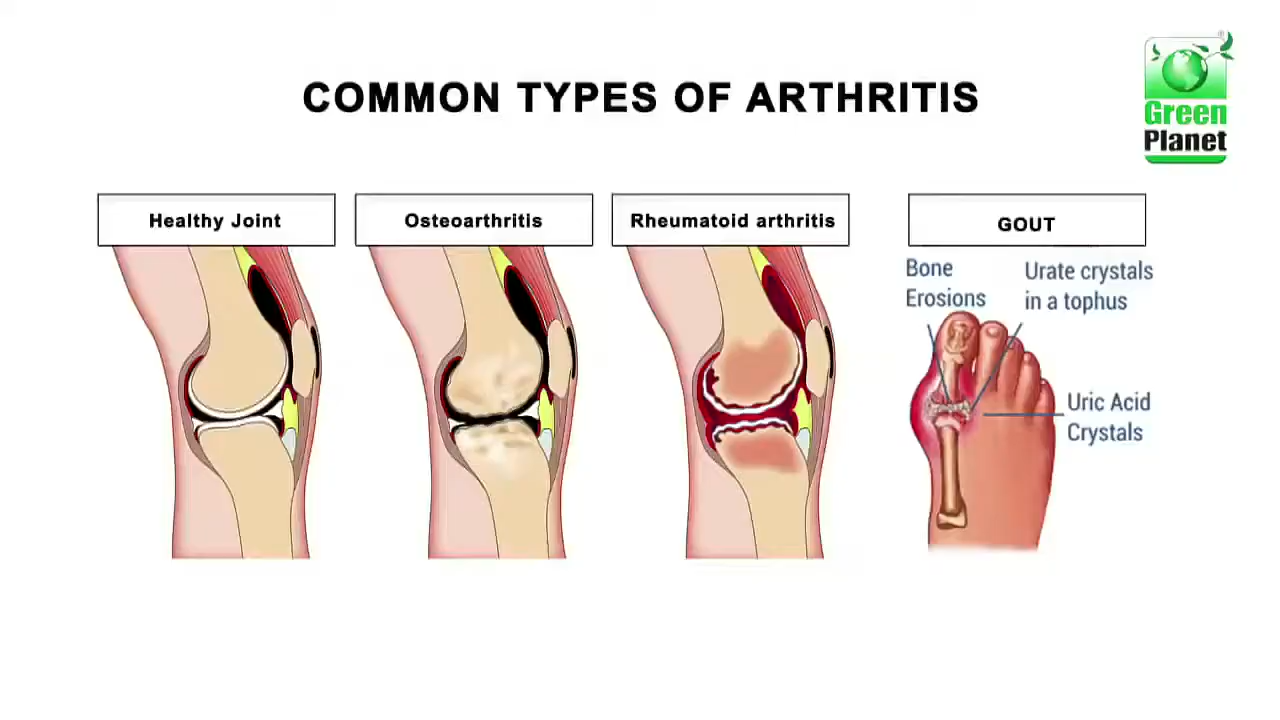 COMMON TYPES OF ARTHRITIS
Green
Planet
Healthy Joint
Osteoarthritis
Rheumatoid arthritis
GOUT
Bone
Erosions
Urate crystals
in a tophus
Uric Acid
Crystals